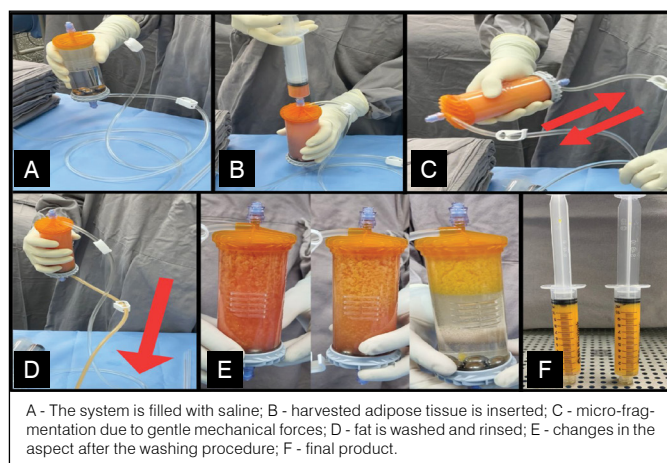 A
B
C
D
E
F
A - The system is filled with saline; B - harvested adipose tissue is inserted; C - micro-frag-
mentation due to gentle mechanical forces; D - fat is washed and rinsed; E - changes in the
aspect after the washing procedure; F - final product.